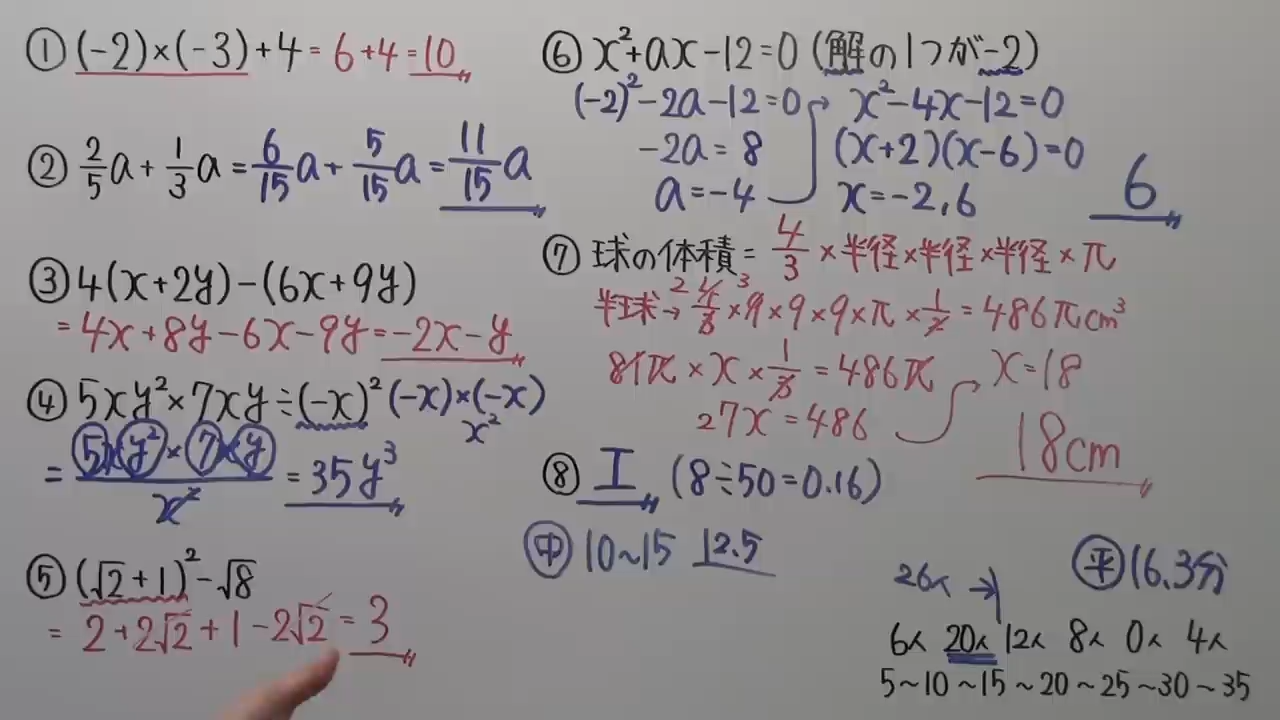 ① (-2)×(-3)+4=6+4=10
② 2/5a+1/3a=6/15a+5/15a=11/15a
③ 4(x+2y)-(6x+9y)
=4x+8y-6x-9y=-2x-y
④ 5xy²×7xy÷(-x)² (-x)×(-x)
x²
=5xy²×7xy/x²=35y³
⑤ (√2+1)²-√8
=2+2√2+1-2√2=3
⑥ x²+ax-12=0 (解の1つが-2)
(-2)²-2a-12=0 x²-4x-12=0
-2a=8 (x+2)(x-6)=0
a=-4 x=-2,6
6
⑦ 球の体積=4/3×半径×半径×半径×π
半球→ 2 4/3×9 3×9×9×π×1/2=486πcm³
81π×x×1/3=486π x=18
27x=486
18cm
⑧ エ (8÷50=0.16)
中 10~15 12.5
平 16.3分
26人→
6人 20人 12人 8人 0人 4人
5~10~15~20~25~30~35